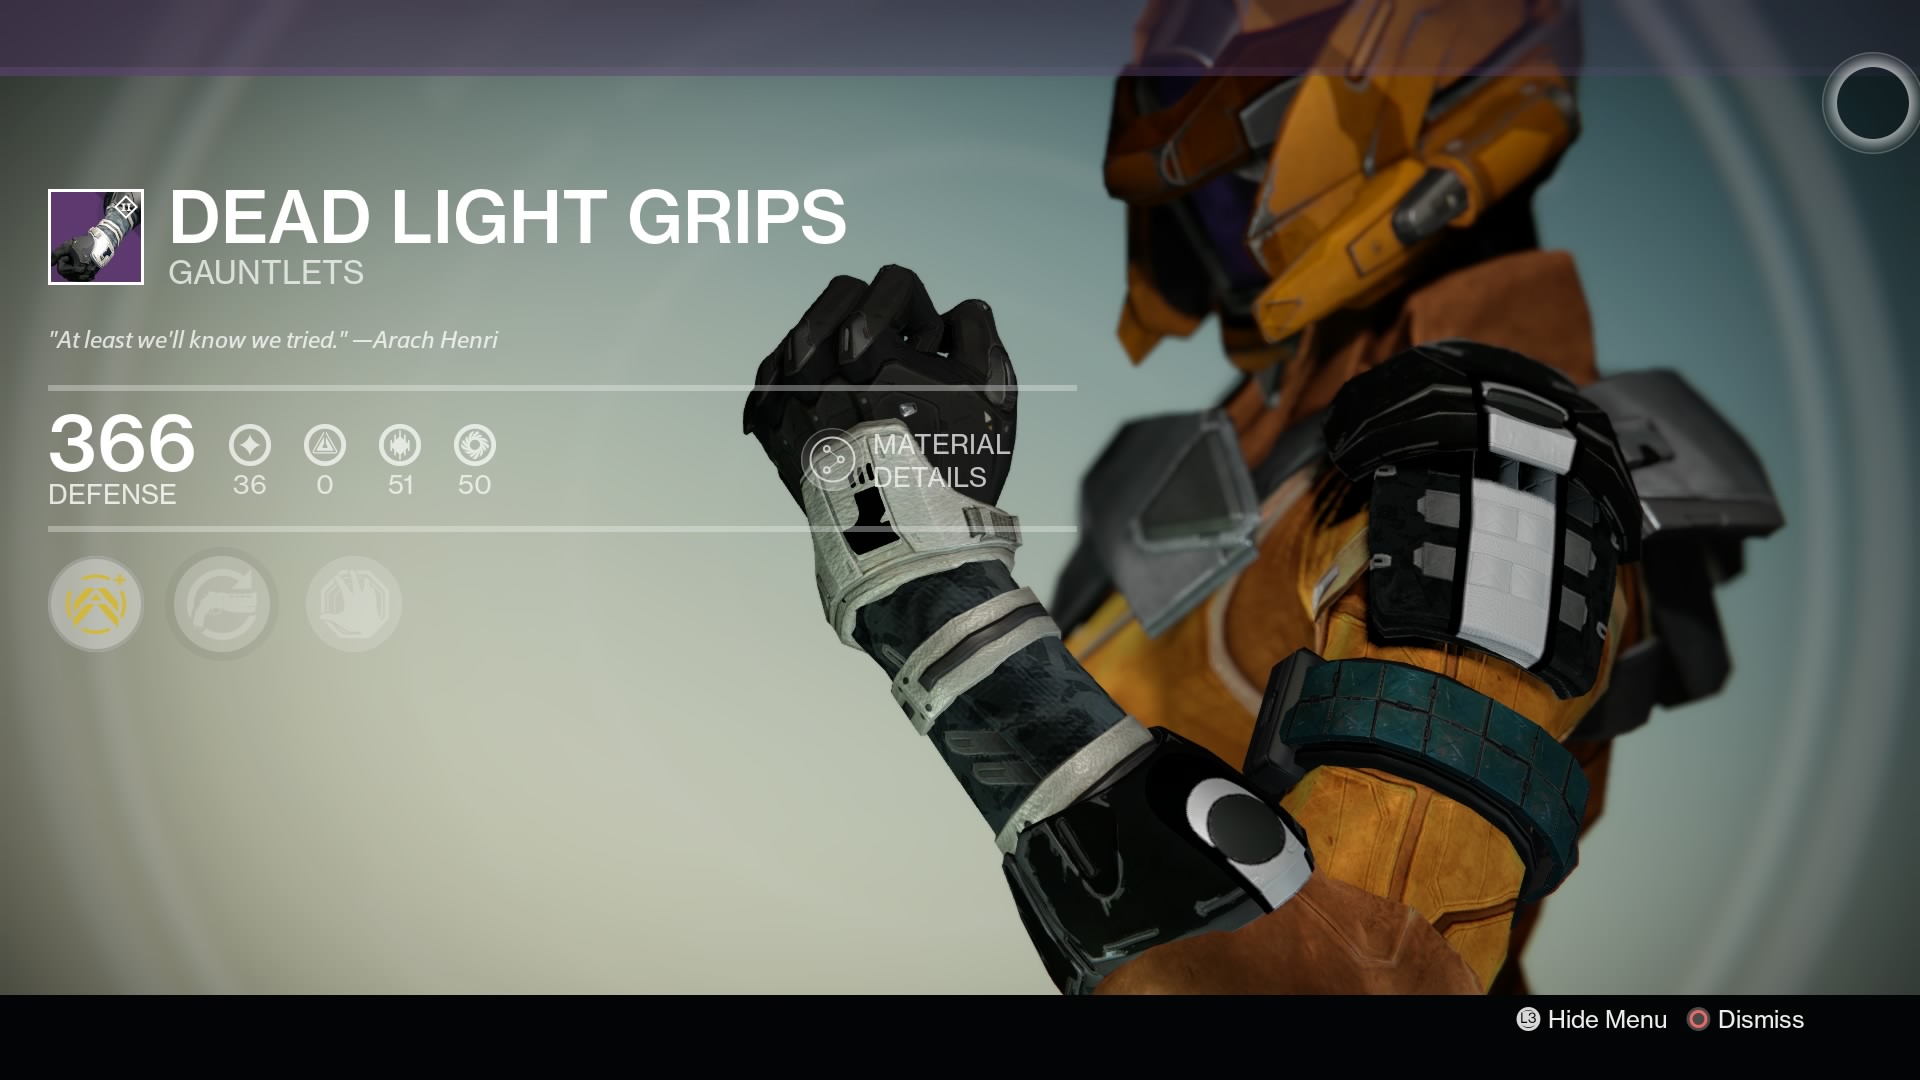 DEAD LIGHT GRIPS
GAUNTLETS
"At least we'll know we tried." —Arach Henri
366
DEFENSE
36 0 51 50
MATERIAL
DETAILS
L3 Hide Menu Dismiss